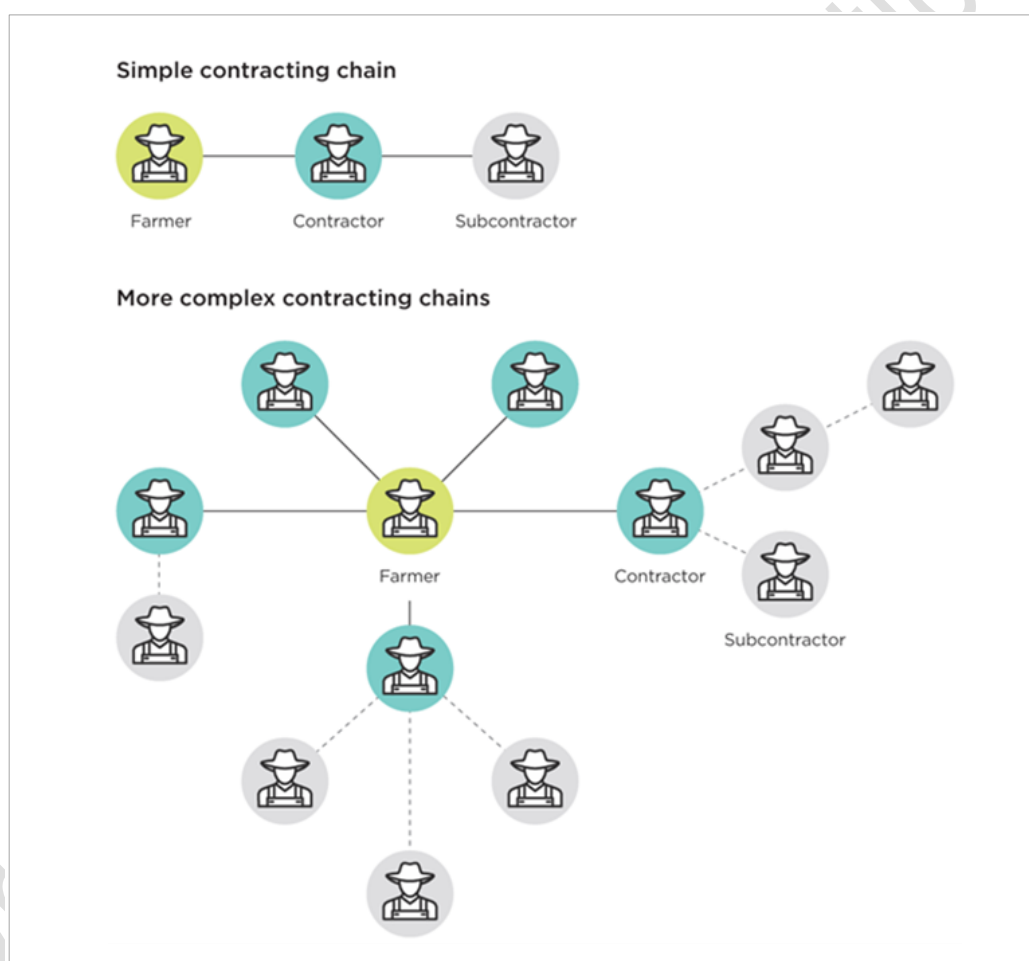 Simple contracting chain
Farmer
Contractor
Subcontractor
More complex contracting chains
Farmer
Contractor
Subcontractor